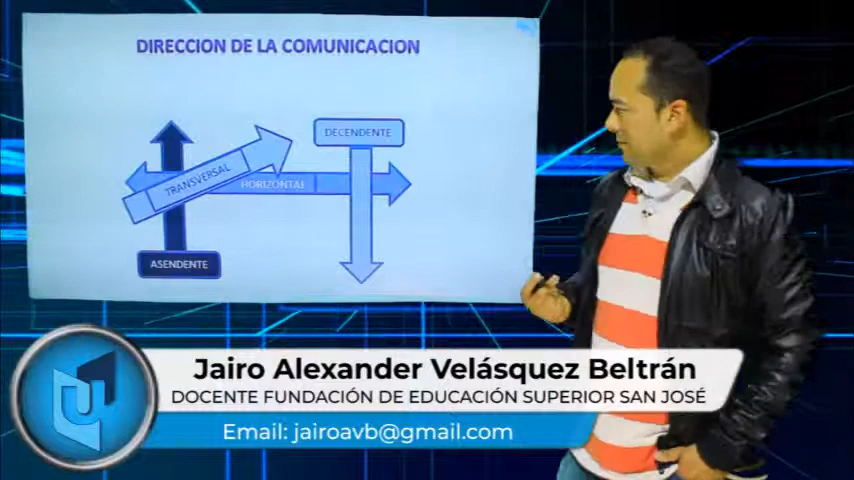 DIRECCION DE LA COMUNICACION
DECENDENTE
TRANSVERSAL
HORIZONTAL
ASENDENTE
Jairo Alexander Velásquez Beltrán
DOCENTE FUNDACIÓN DE EDUCACIÓN SUPERIOR SAN JOSÉ
Email: jairoavb@gmail.com